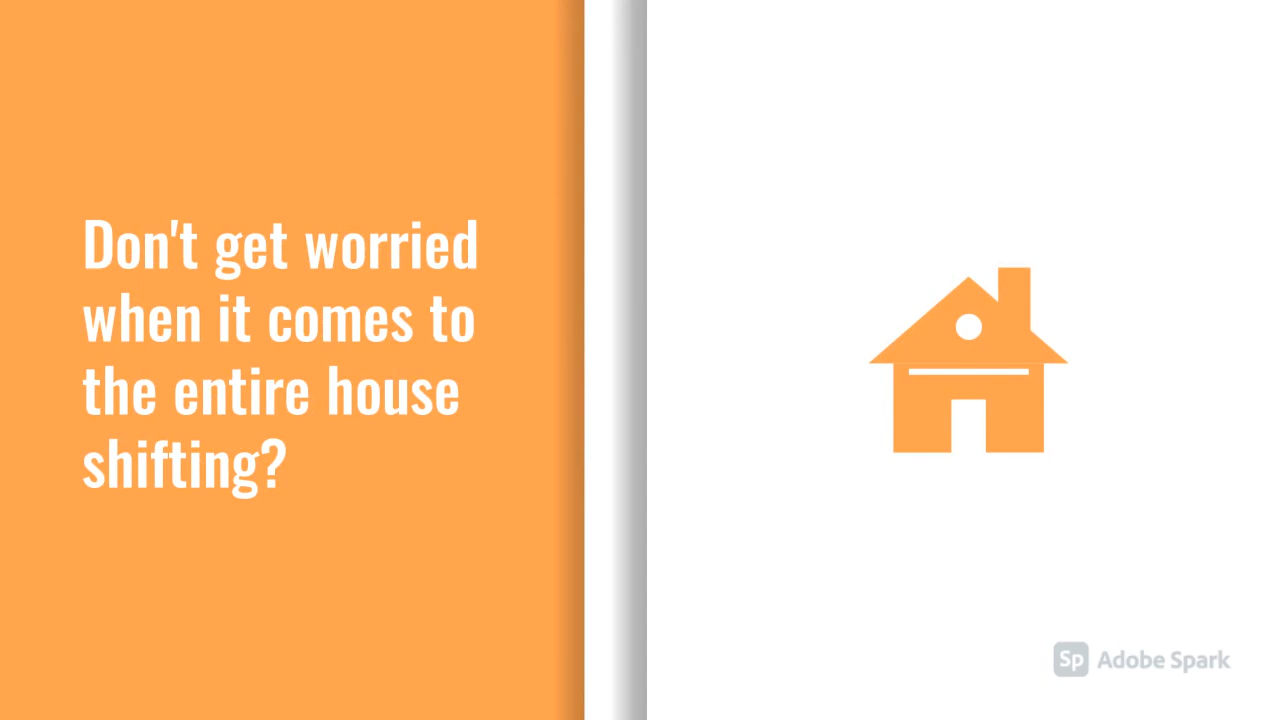 Don't get worried
when it comes to
the entire house
shifting?
Sp Adobe Spark